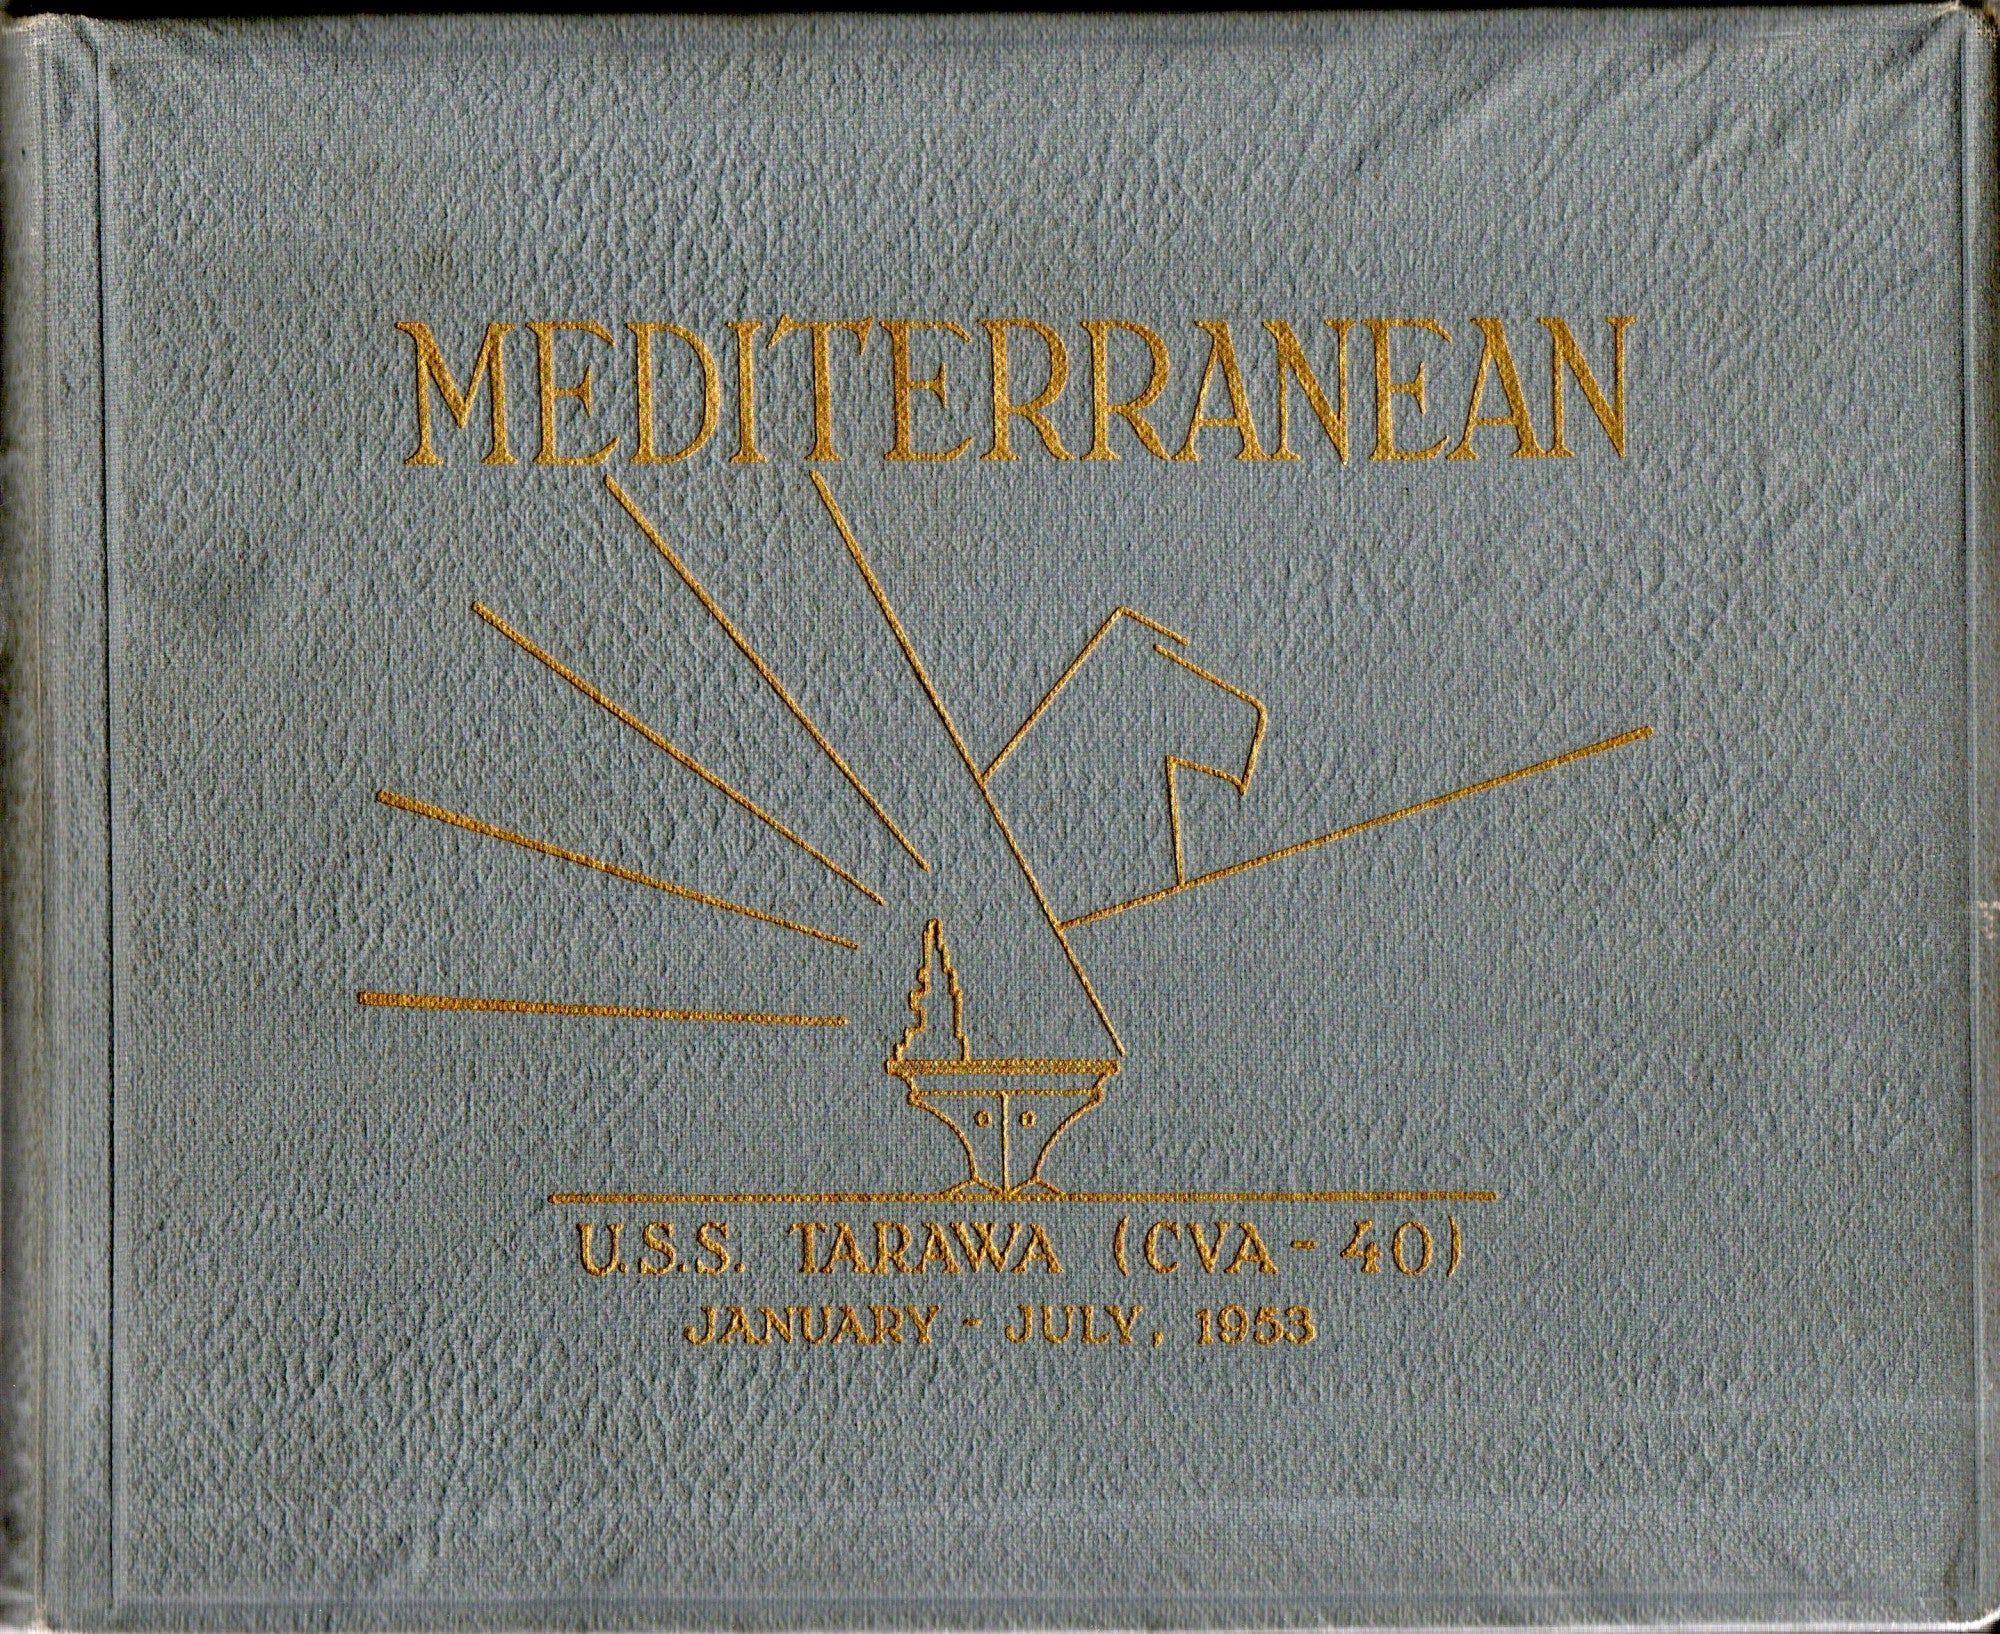 MEDITERRANEAN
U.S.S. TARAWA (CVA-40)
JANUARY - JULY, 1953